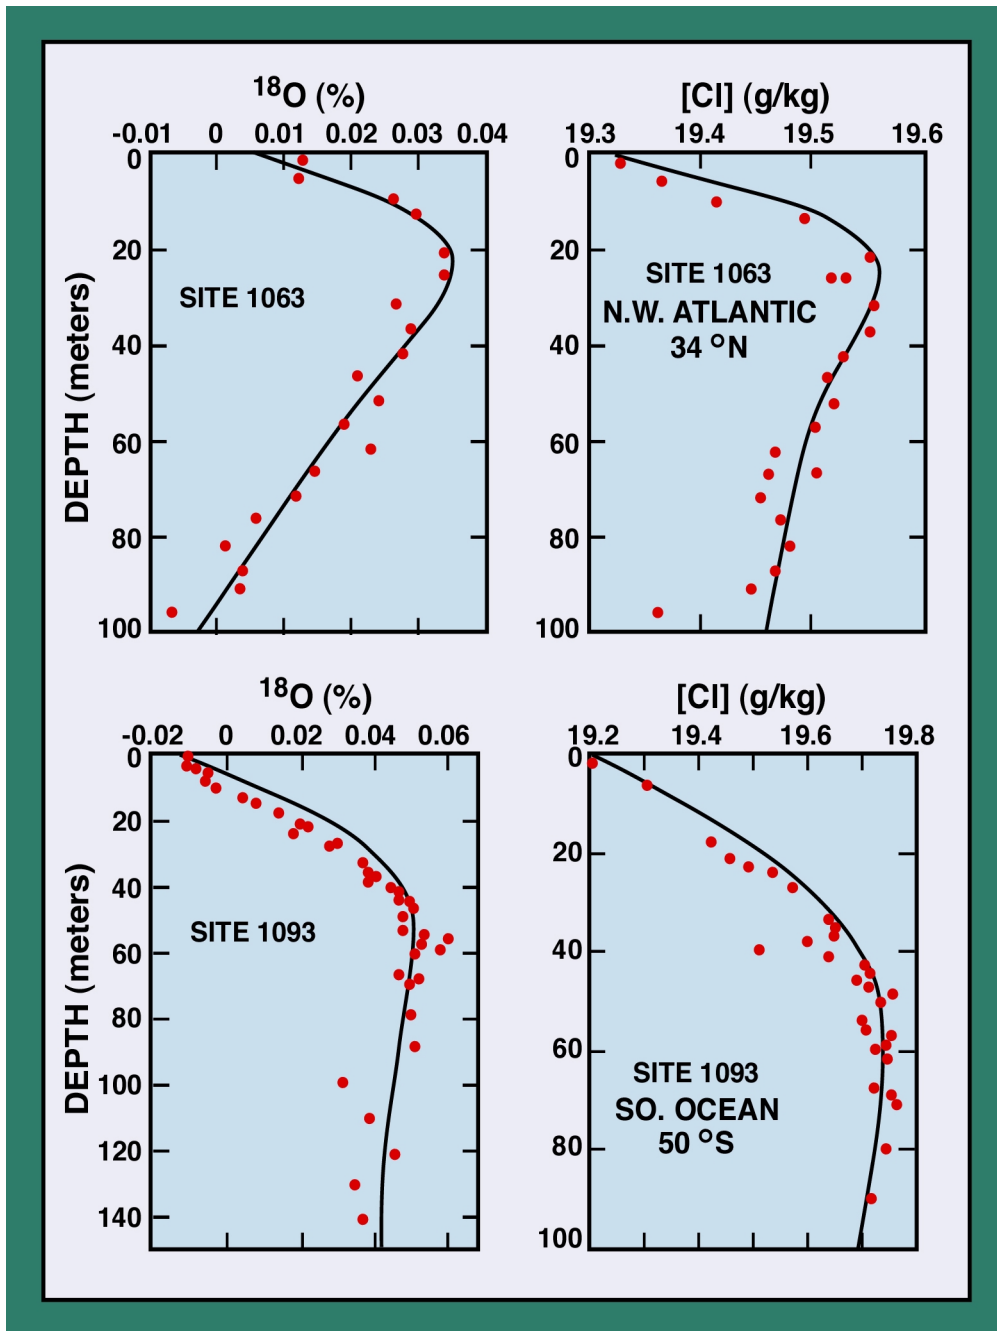 18O (%)
-0.01 0 0.01 0.02 0.03 0.04
0
20
40
60
80
100
DEPTH (meters)
SITE 1063
[Cl] (g/kg)
19.3 19.4 19.5 19.6
0
20
40
60
80
100
SITE 1063
N.W. ATLANTIC
34 °N
18O (%)
-0.02 0 0.02 0.04 0.06
0
20
40
60
80
100
120
140
DEPTH (meters)
SITE 1093
[Cl] (g/kg)
19.2 19.4 19.6 19.8
0
20
40
60
80
100
SITE 1093
SO. OCEAN
50 °S